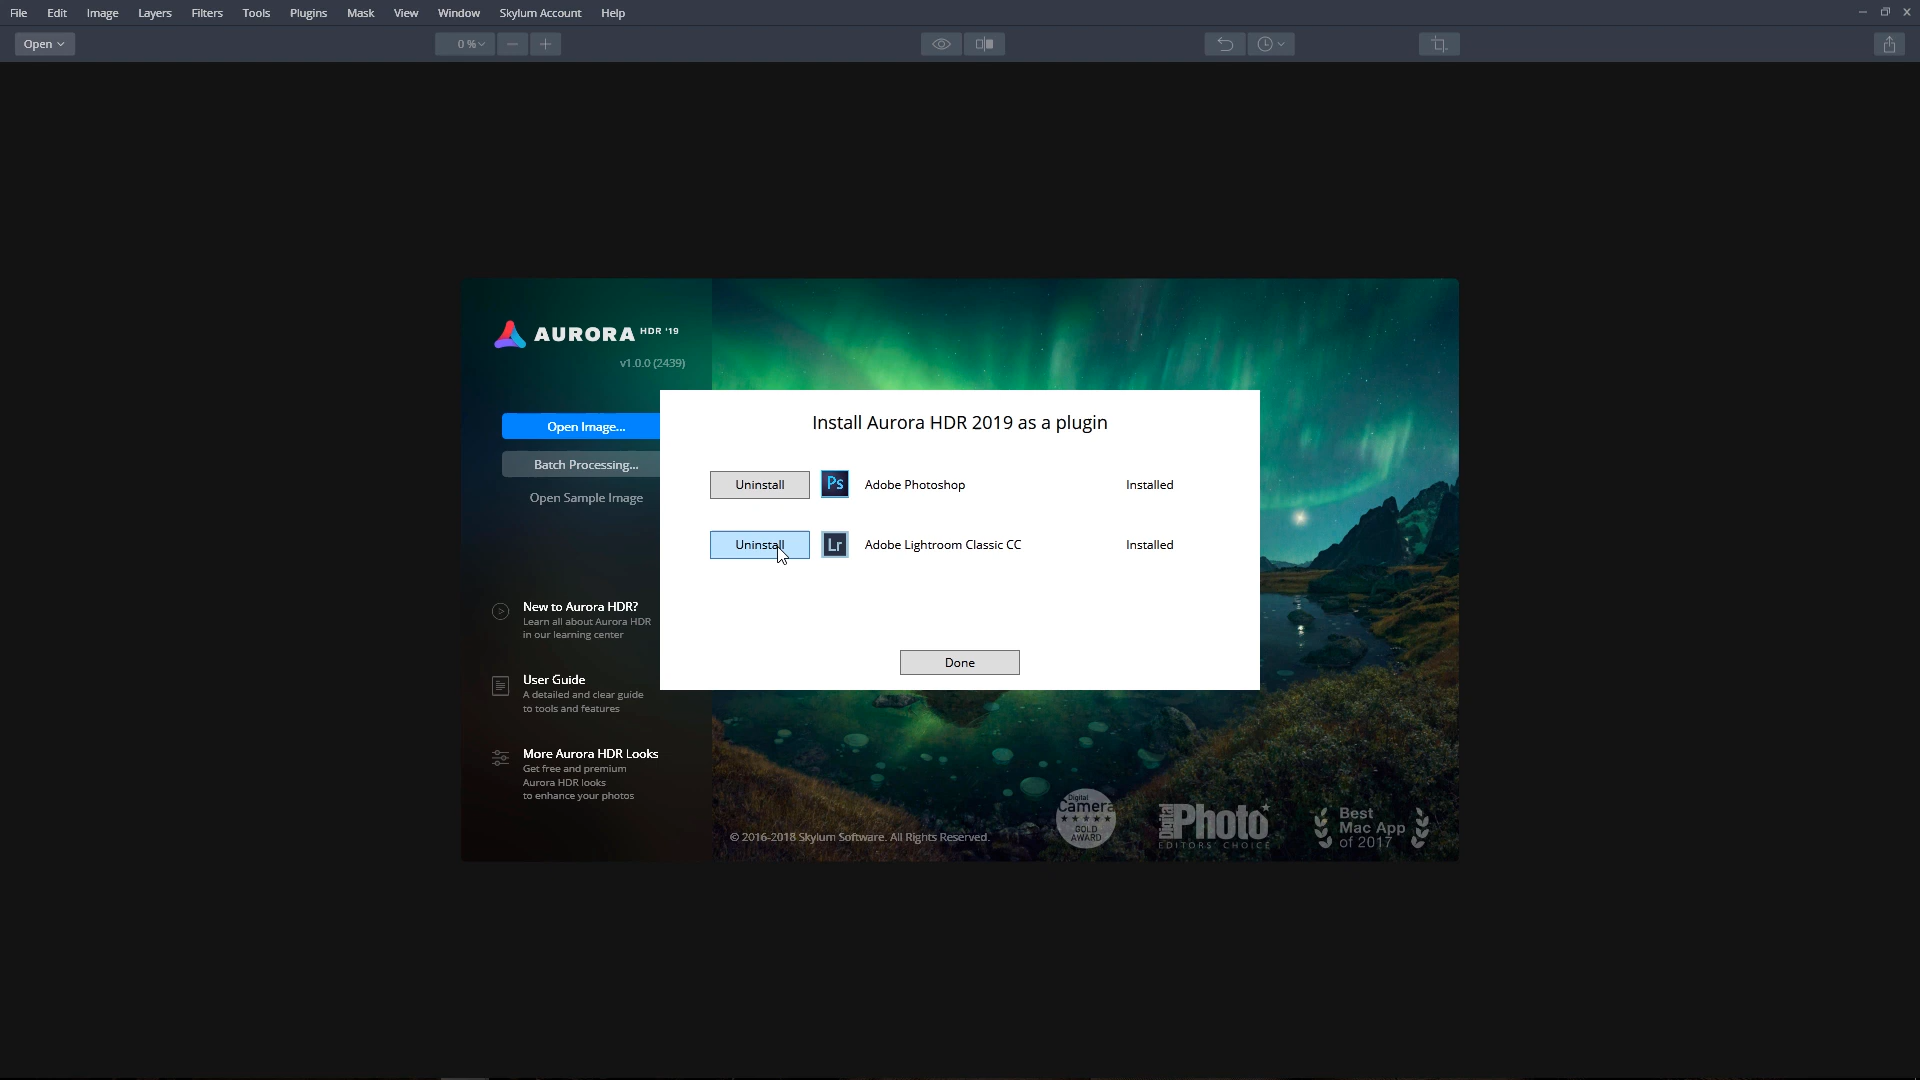 File Edit Image Layers Filters Tools Plugins Mask View Window Skylum Account Help
Open 0 %
AURORA HDR '19
v1.0.0 (2439)
Open Image...
Batch Processing...
Open Sample Image
New to Aurora HDR?
Learn all about Aurora HDR
in our learning center
User Guide
A detailed and clear guide
to tools and features
More Aurora HDR Looks
Get free and premium
Aurora HDR looks
to enhance your photos
Install Aurora HDR 2019 as a plugin
Uninstall Ps Adobe Photoshop Installed
Uninstall Lr Adobe Lightroom Classic CC Installed
Done
© 2016-2018 Skylum Software. All Rights Reserved.
Digital
Camera
GOLD
AWARD
Digital Photo
EDITORS' CHOICE
Best
Mac App
of 2017